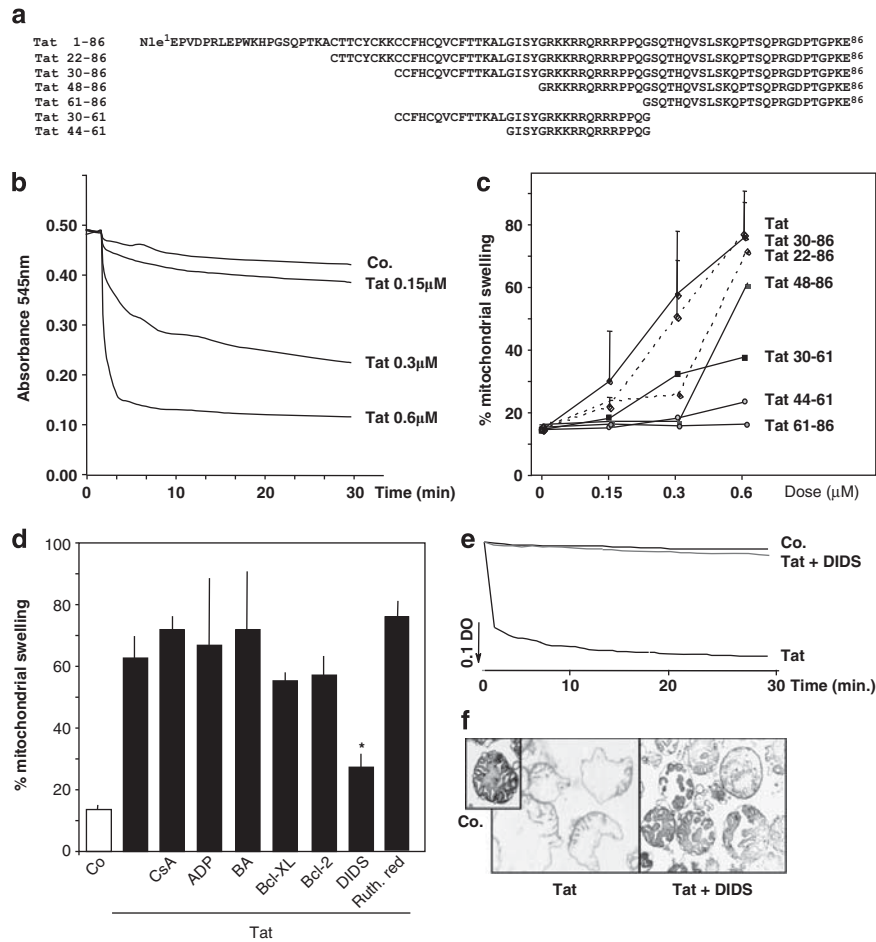 a
Tat 1-86 Nle1EPVDPRLEPWKHPGSQPTKACTTCYCKKCCFHCQVCFTTKALGISYGRKKRRQRRRPPQGSQTHQVSLSKQPTSQPRGDPTGPKE86
Tat 22-86 CTTCYCKKCCFHCQVCFTTKALGISYGRKKRRQRRRPPQGSQTHQVSLSKQPTSQPRGDPTGPKE86
Tat 30-86 CCFHCQVCFTTKALGISYGRKKRRQRRRPPQGSQTHQVSLSKQPTSQPRGDPTGPKE86
Tat 48-86 GRKKRRQRRRPPQGSQTHQVSLSKQPTSQPRGDPTGPKE86
Tat 61-86 GSQTHQVSLSKQPTSQPRGDPTGPKE86
Tat 30-61 CCFHCQVCFTTKALGISYGRKKRRQRRRPPQG
Tat 44-61 GISYGRKKRRQRRRPPQG
b
Absorbance 545nm
0.50
0.40
0.30
0.20
0.10
0.00
Co.
Tat 0.15µM
Tat 0.3µM
Tat 0.6µM
0 10 20 30 Time (min)
c
% mitochondrial swelling
80
60
40
20
0
Tat
Tat 30-86
Tat 22-86
Tat 48-86
Tat 30-61
Tat 44-61
Tat 61-86
0 0.15 0.3 0.6 Dose (µM)
d
% mitochondrial swelling
100
80
60
40
20
0
*
Co CsA ADP BA Bcl-XL Bcl-2 DIDS Ruth. red
Tat
e
Co.
Tat + DIDS
0.1 DO
Tat
0 10 20 30 Time (min.)
f
Co.
Tat Tat + DIDS